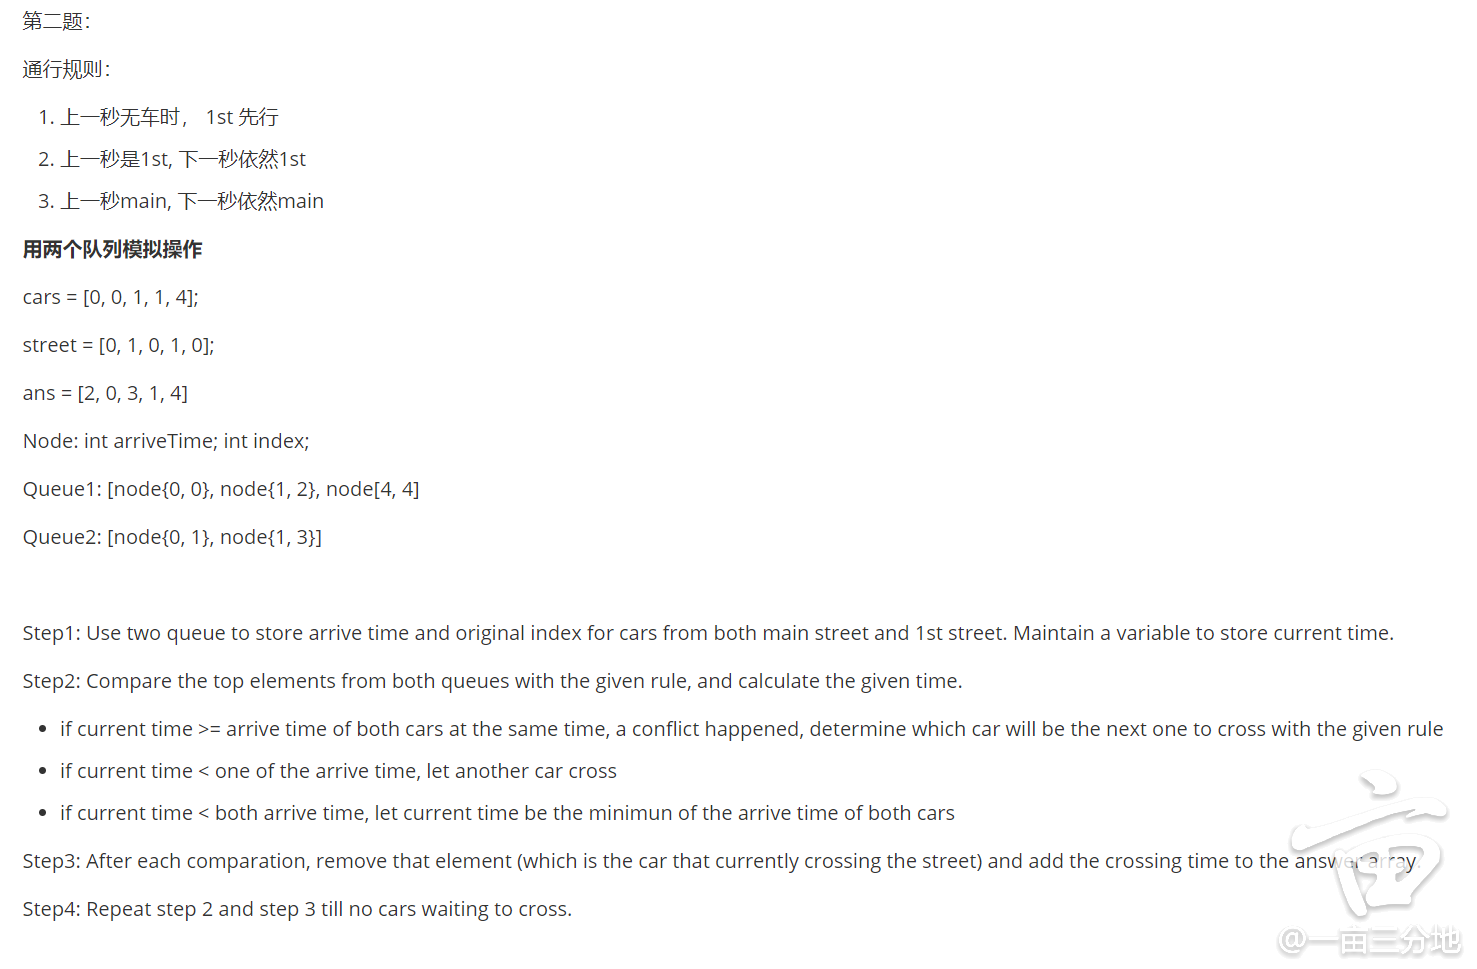 第二题：
通行规则：
1. 上一秒无车时， 1st 先行
2. 上一秒是1st, 下一秒依然1st
3. 上一秒main, 下一秒依然main
用两个队列模拟操作
cars = [0, 0, 1, 1, 4];
street = [0, 1, 0, 1, 0];
ans = [2, 0, 3, 1, 4]
Node: int arriveTime; int index;
Queue1: [node{0, 0}, node{1, 2}, node[4, 4]
Queue2: [node{0, 1}, node{1, 3}]
Step1: Use two queue to store arrive time and original index for cars from both main street and 1st street. Maintain a variable to store current time.
Step2: Compare the top elements from both queues with the given rule, and calculate the given time.
• if current time >= arrive time of both cars at the same time, a conflict happened, determine which car will be the next one to cross with the given rule
• if current time < one of the arrive time, let another car cross
• if current time < both arrive time, let current time be the minimun of the arrive time of both cars
Step3: After each comparation, remove that element (which is the car that currently crossing the street) and add the crossing time to the answer array.
Step4: Repeat step 2 and step 3 till no cars waiting to cross.
亩
@一亩三分地